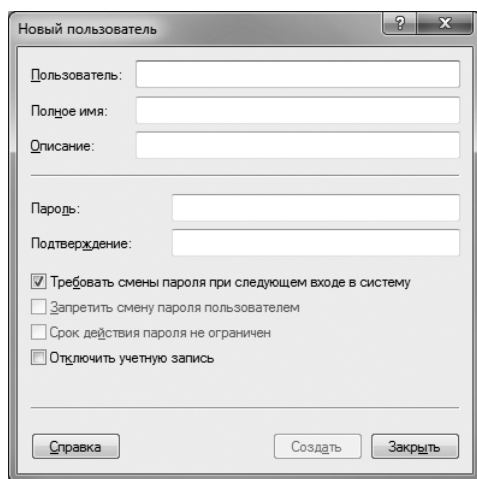 Новый пользователь
Пользователь:
Полное имя:
Описание:
Пароль:
Подтверждение:
Требовать смены пароля при следующем входе в систему
Запретить смену пароля пользователем
Срок действия пароля не ограничен
Отключить учетную запись
Справка Создать Закрыть